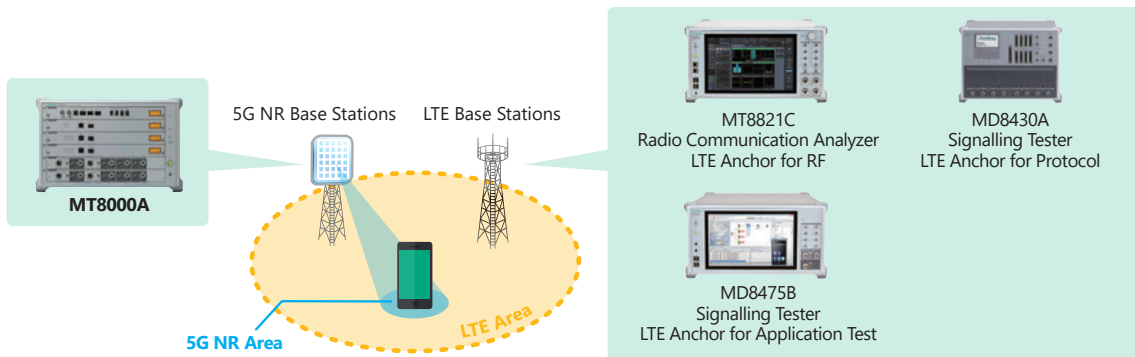 5G NR Base Stations
LTE Base Stations
MT8000A
5G NR Area
LTE Area
MT8821C
Radio Communication Analyzer
LTE Anchor for RF
MD8430A
Signalling Tester
LTE Anchor for Protocol
MD8475B
Signalling Tester
LTE Anchor for Application Test